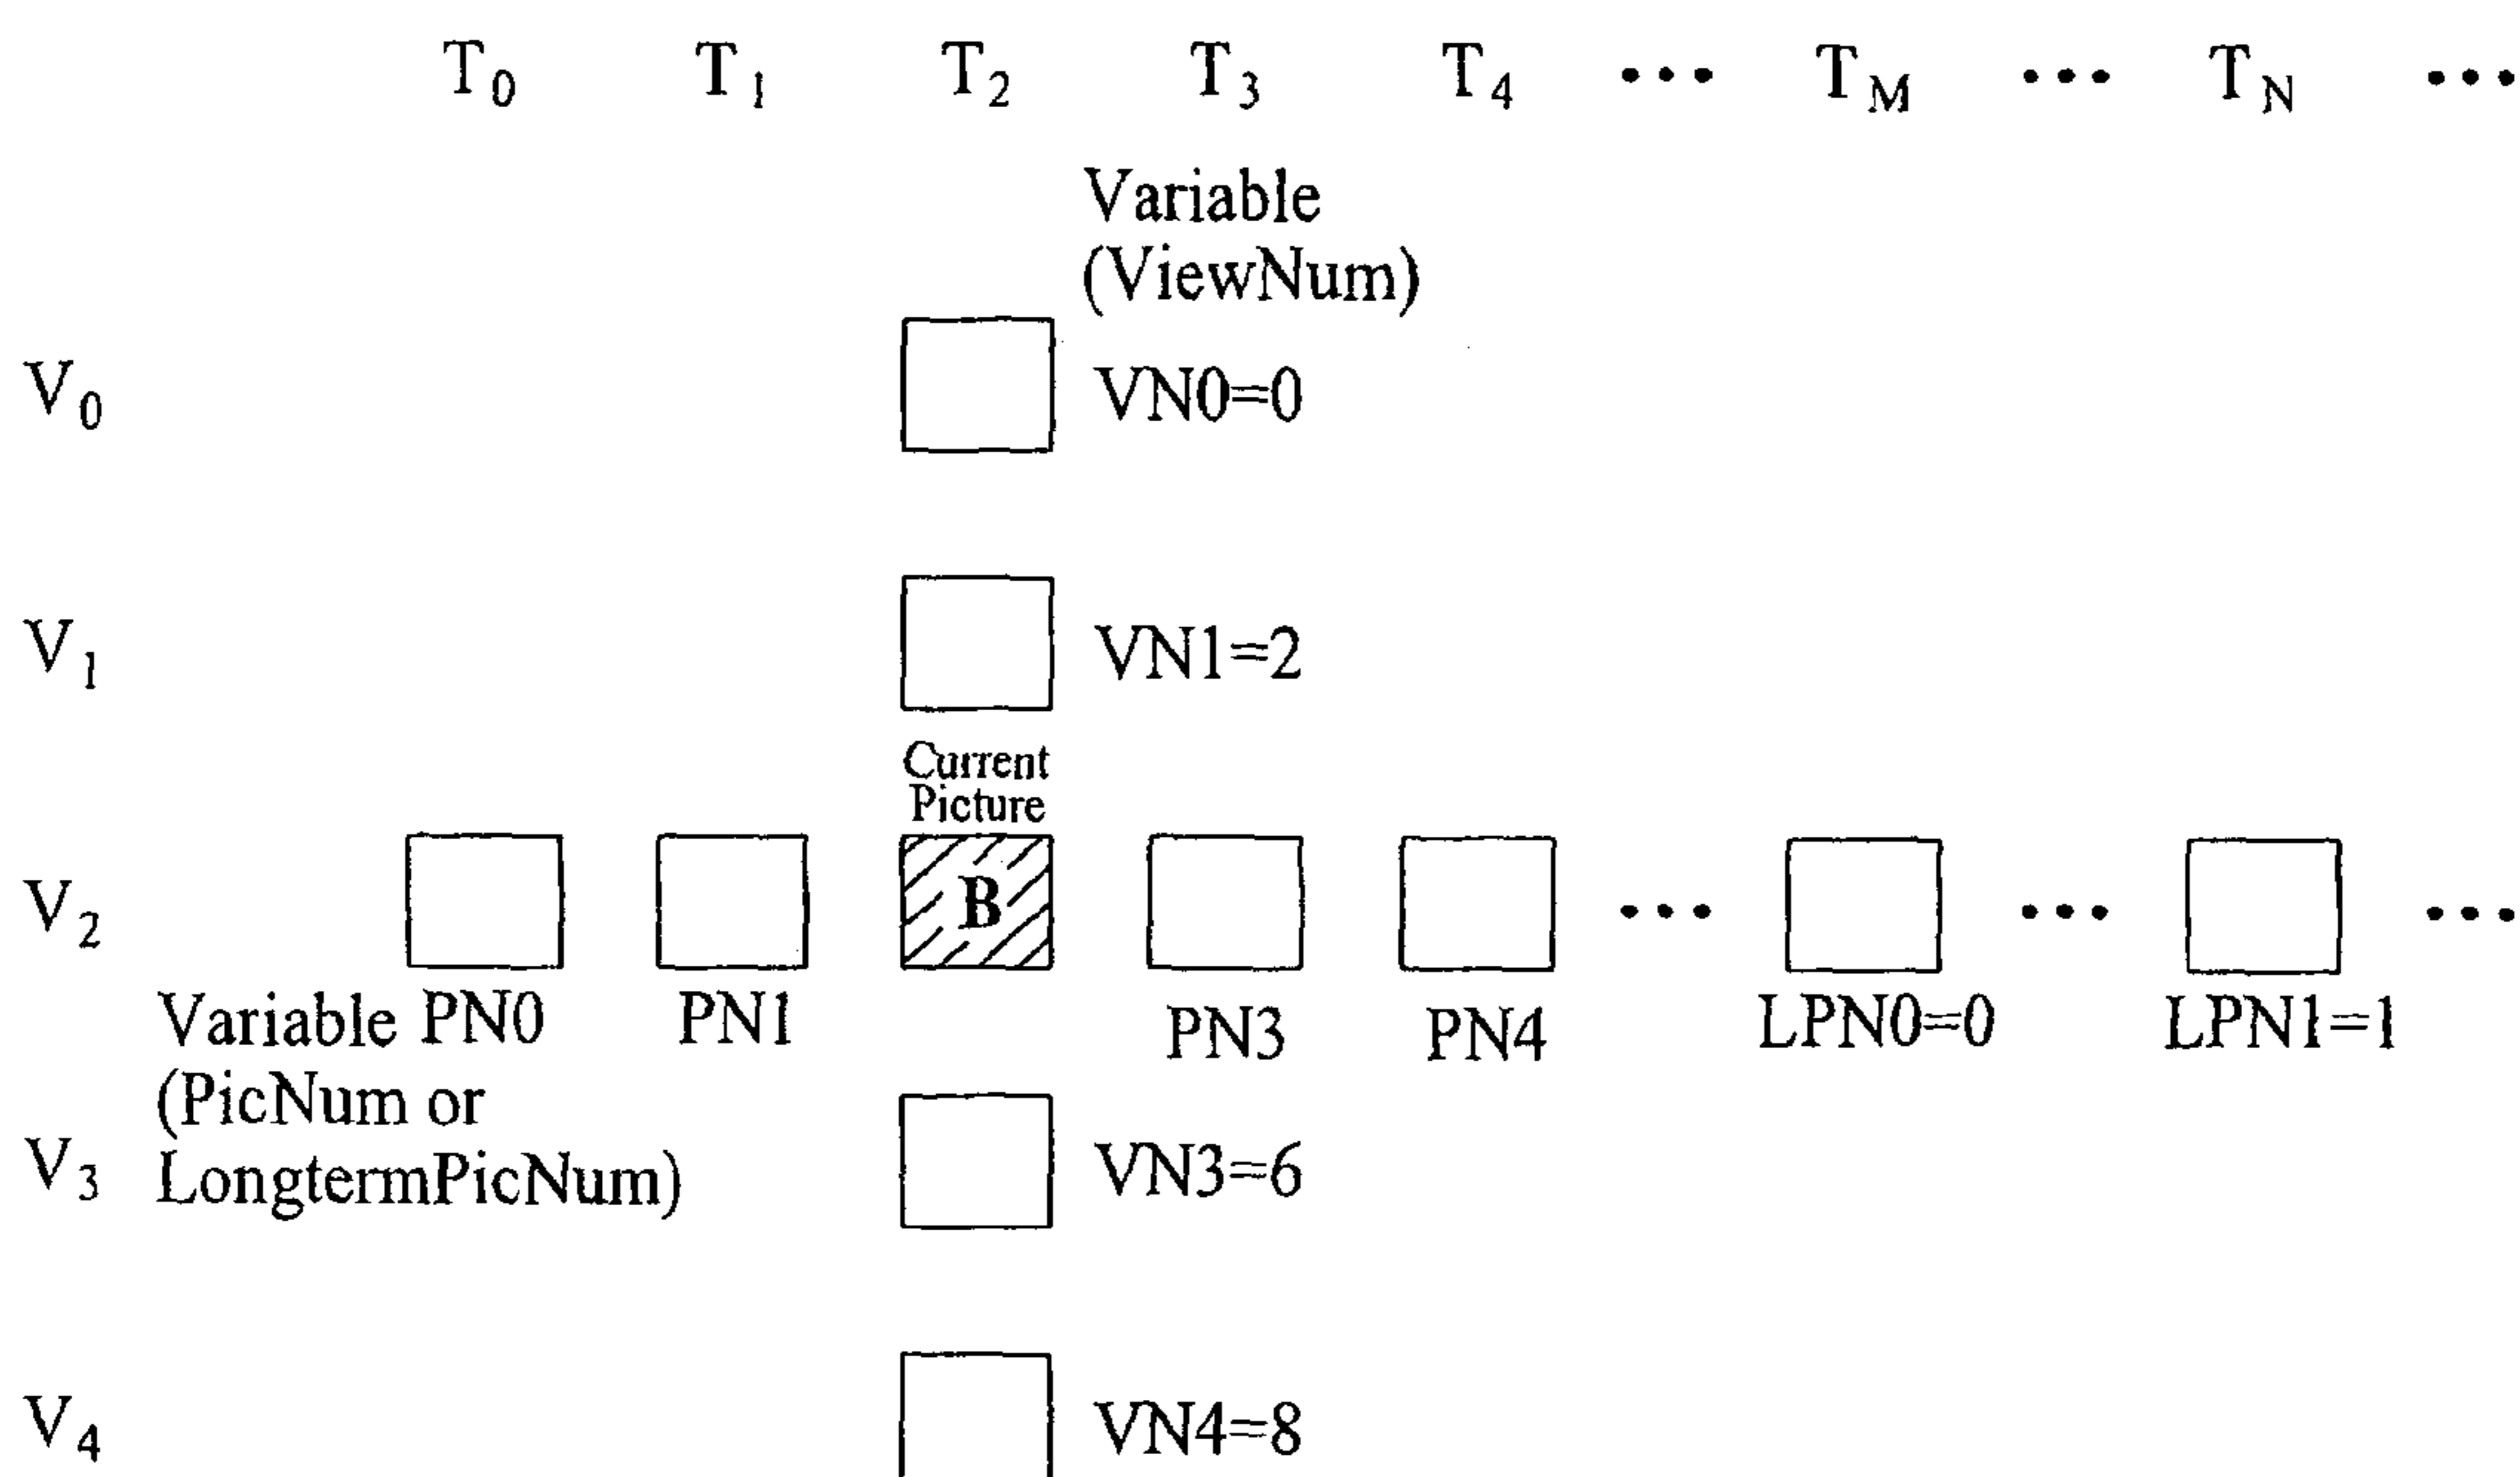 T0 T1 T2 T3 T4 ••• TM ••• TN •••
Variable
(ViewNum)
V0 VN0=0
V1 VN1=2
Current
Picture
V2 B ••• ••• •••
Variable PN0 PN1 PN3 PN4 LPN0=0 LPN1=1
(PicNum or
V3 LongtermPicNum) VN3=6
V4 VN4=8